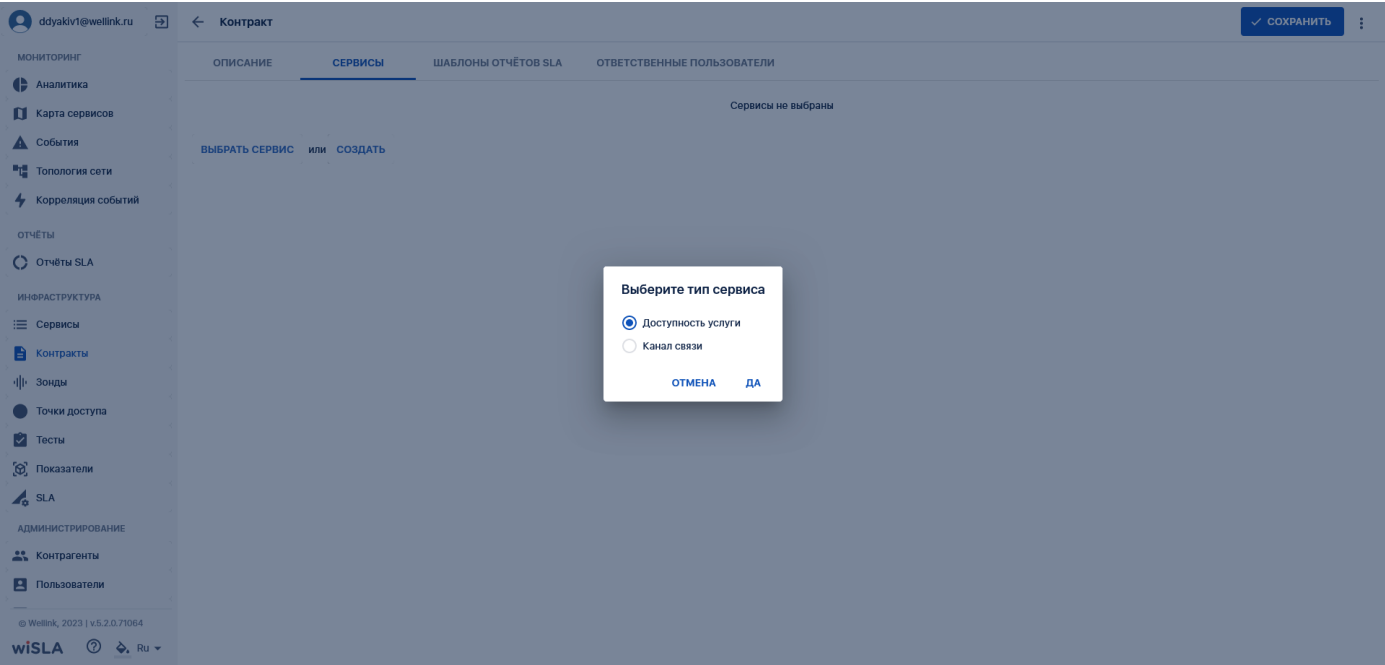 ddyakiv1@wellink.ru
Контракт
СОХРАНИТЬ
МОНИТОРИНГ
Аналитика
Карта сервисов
События
Топология сети
Корреляция событий
ОТЧЁТЫ
Отчёты SLA
ИНФРАСТРУКТУРА
Сервисы
Контракты
Зонды
Точки доступа
Тесты
Показатели
SLA
АДМИНИСТРИРОВАНИЕ
Контрагенты
Пользователи
© Wellink, 2023 | v.5.2.0.71064
wiSLA ? Ru
ОПИСАНИЕ СЕРВИСЫ ШАБЛОНЫ ОТЧЁТОВ SLA ОТВЕТСТВЕННЫЕ ПОЛЬЗОВАТЕЛИ
Сервисы не выбраны
ВЫБРАТЬ СЕРВИС или СОЗДАТЬ
Выберите тип сервиса
Доступность услуги
Канал связи
ОТМЕНА ДА